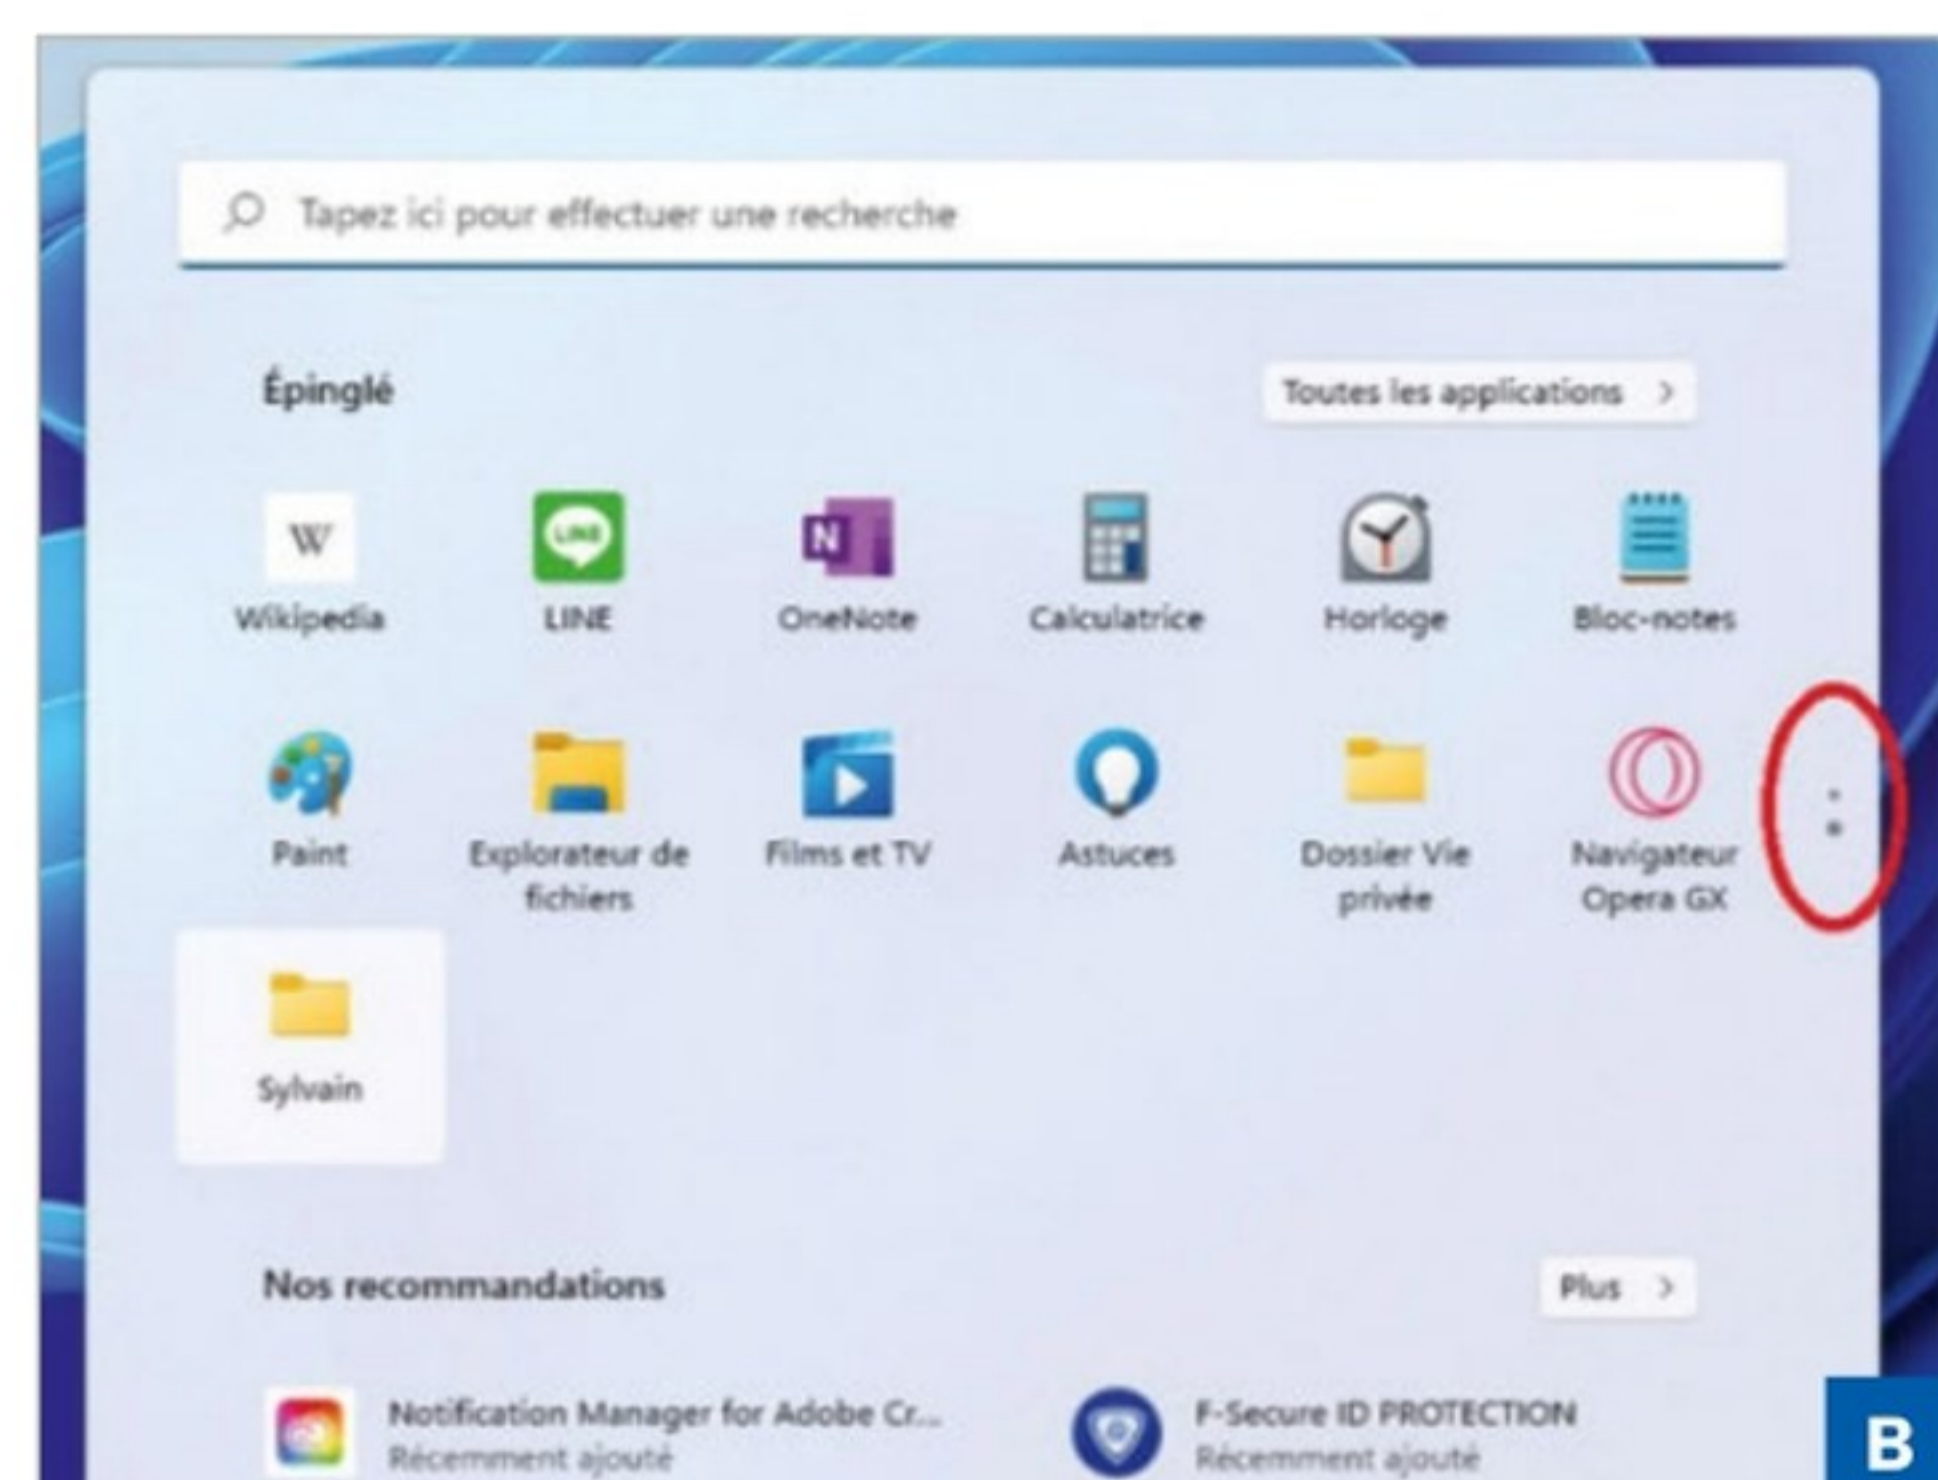 Tapez ici pour effectuer une recherche
Épinglé
Toutes les applications >
W
LINE
N
Wikipedia
LINE
OneNote
Calculatrice
Horloge
Bloc-notes
Paint
Explorateur de
fichiers
Films et TV
Astuces
Dossier Vie
privée
Navigateur
Opera GX
Sylvain
Nos recommandations
Plus >
Notification Manager for Adobe Cr...
Récemment ajouté
F-Secure ID PROTECTION
Récemment ajouté
B